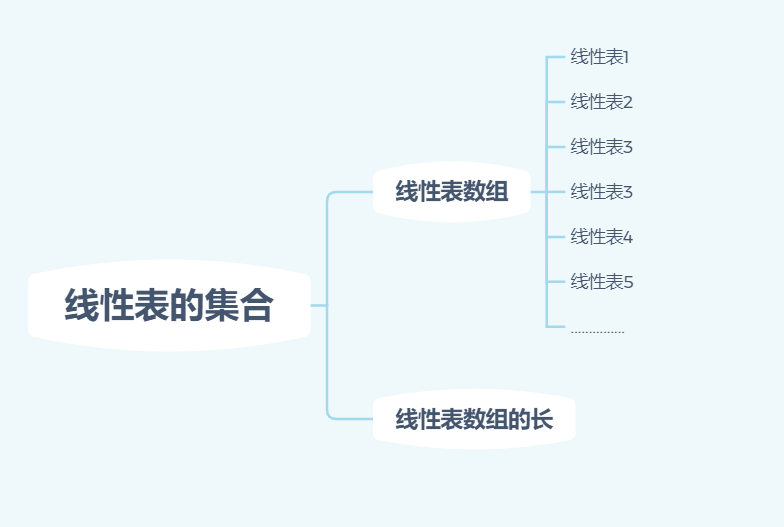 线性表的集合
线性表数组
线性表1
线性表2
线性表3
线性表3
线性表4
线性表5
...............
线性表数组的长